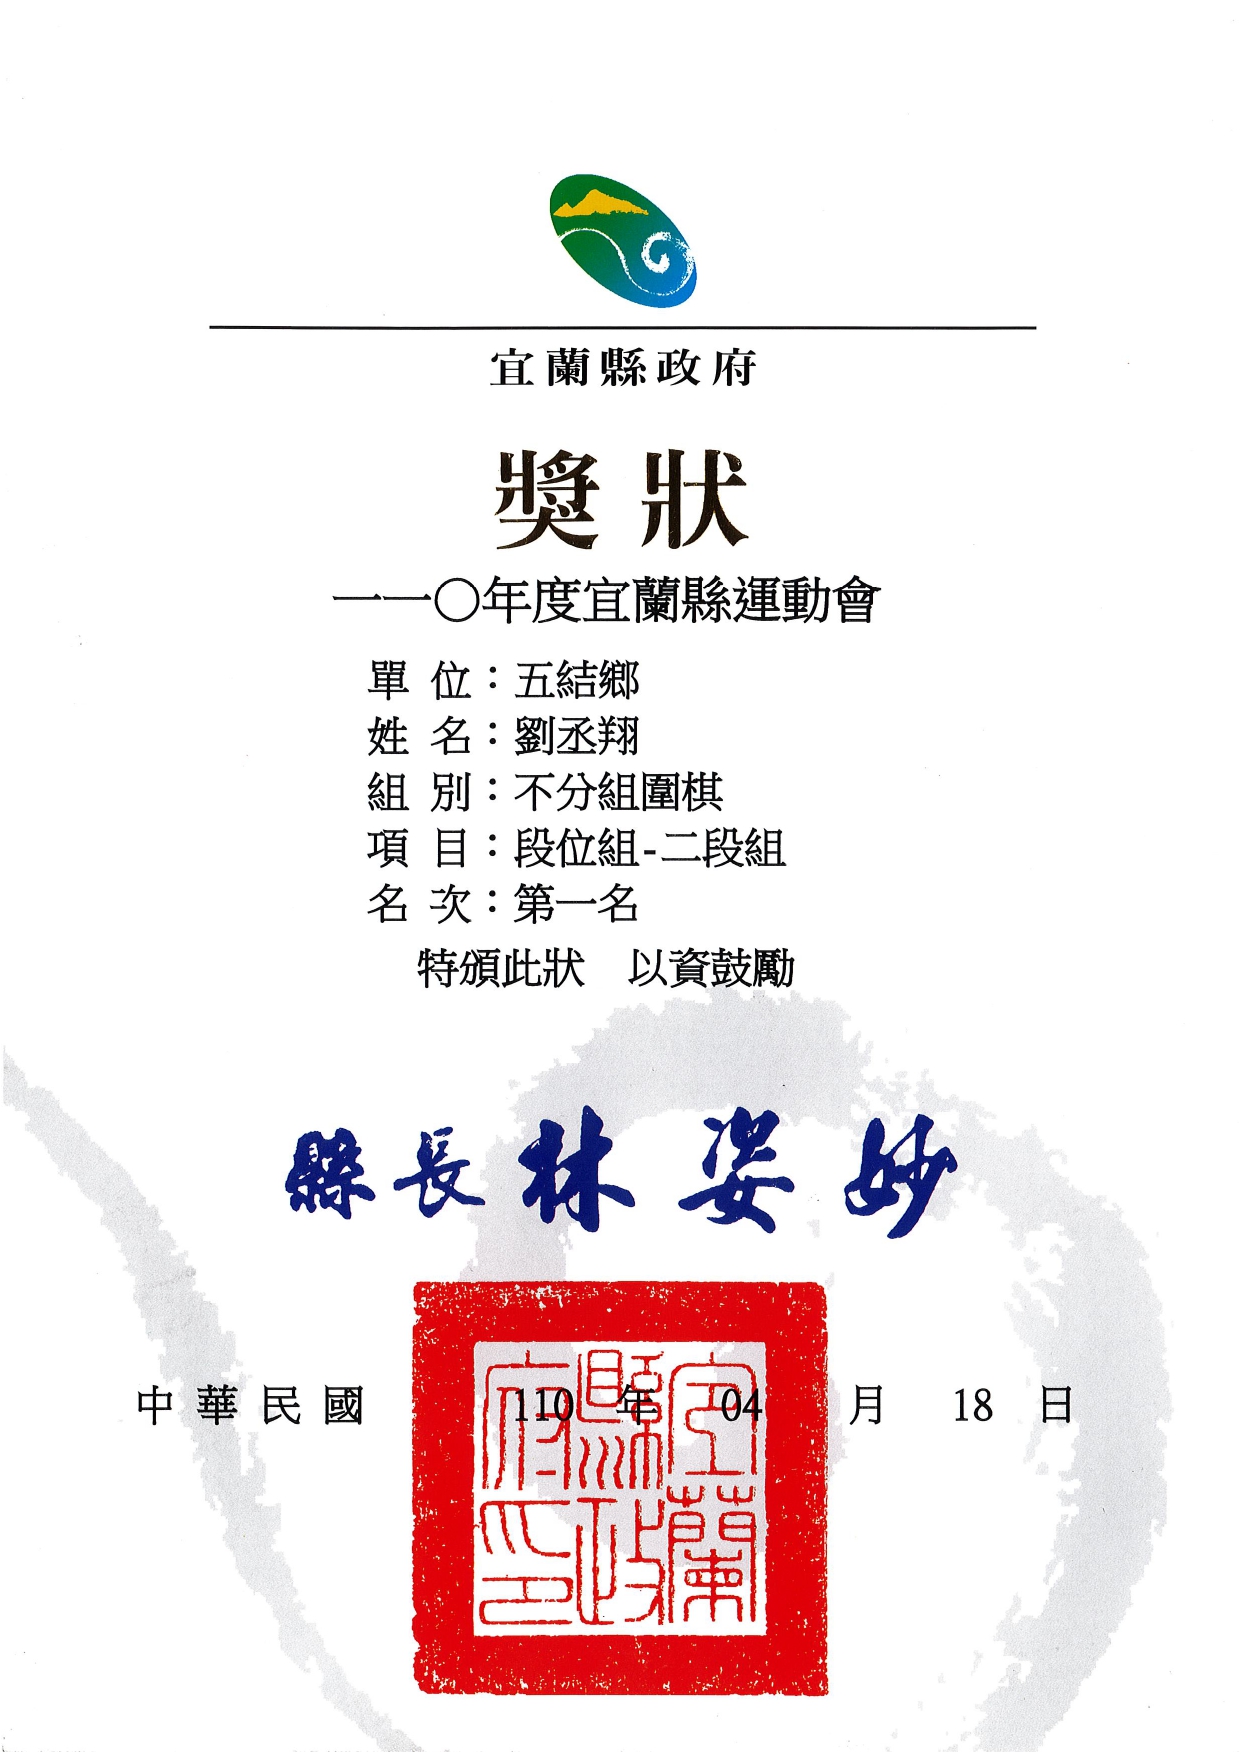 宜蘭縣政府
獎狀
一一○年度宜蘭縣運動會
單 位：五結鄉
姓 名：劉丞翔
組 別：不分組圍棋
項 目：段位組-二段組
名 次：第一名
特頒此狀　以資鼓勵
縣長林姿妙
中華民國 110 年 04 月 18 日
宜蘭縣政府印